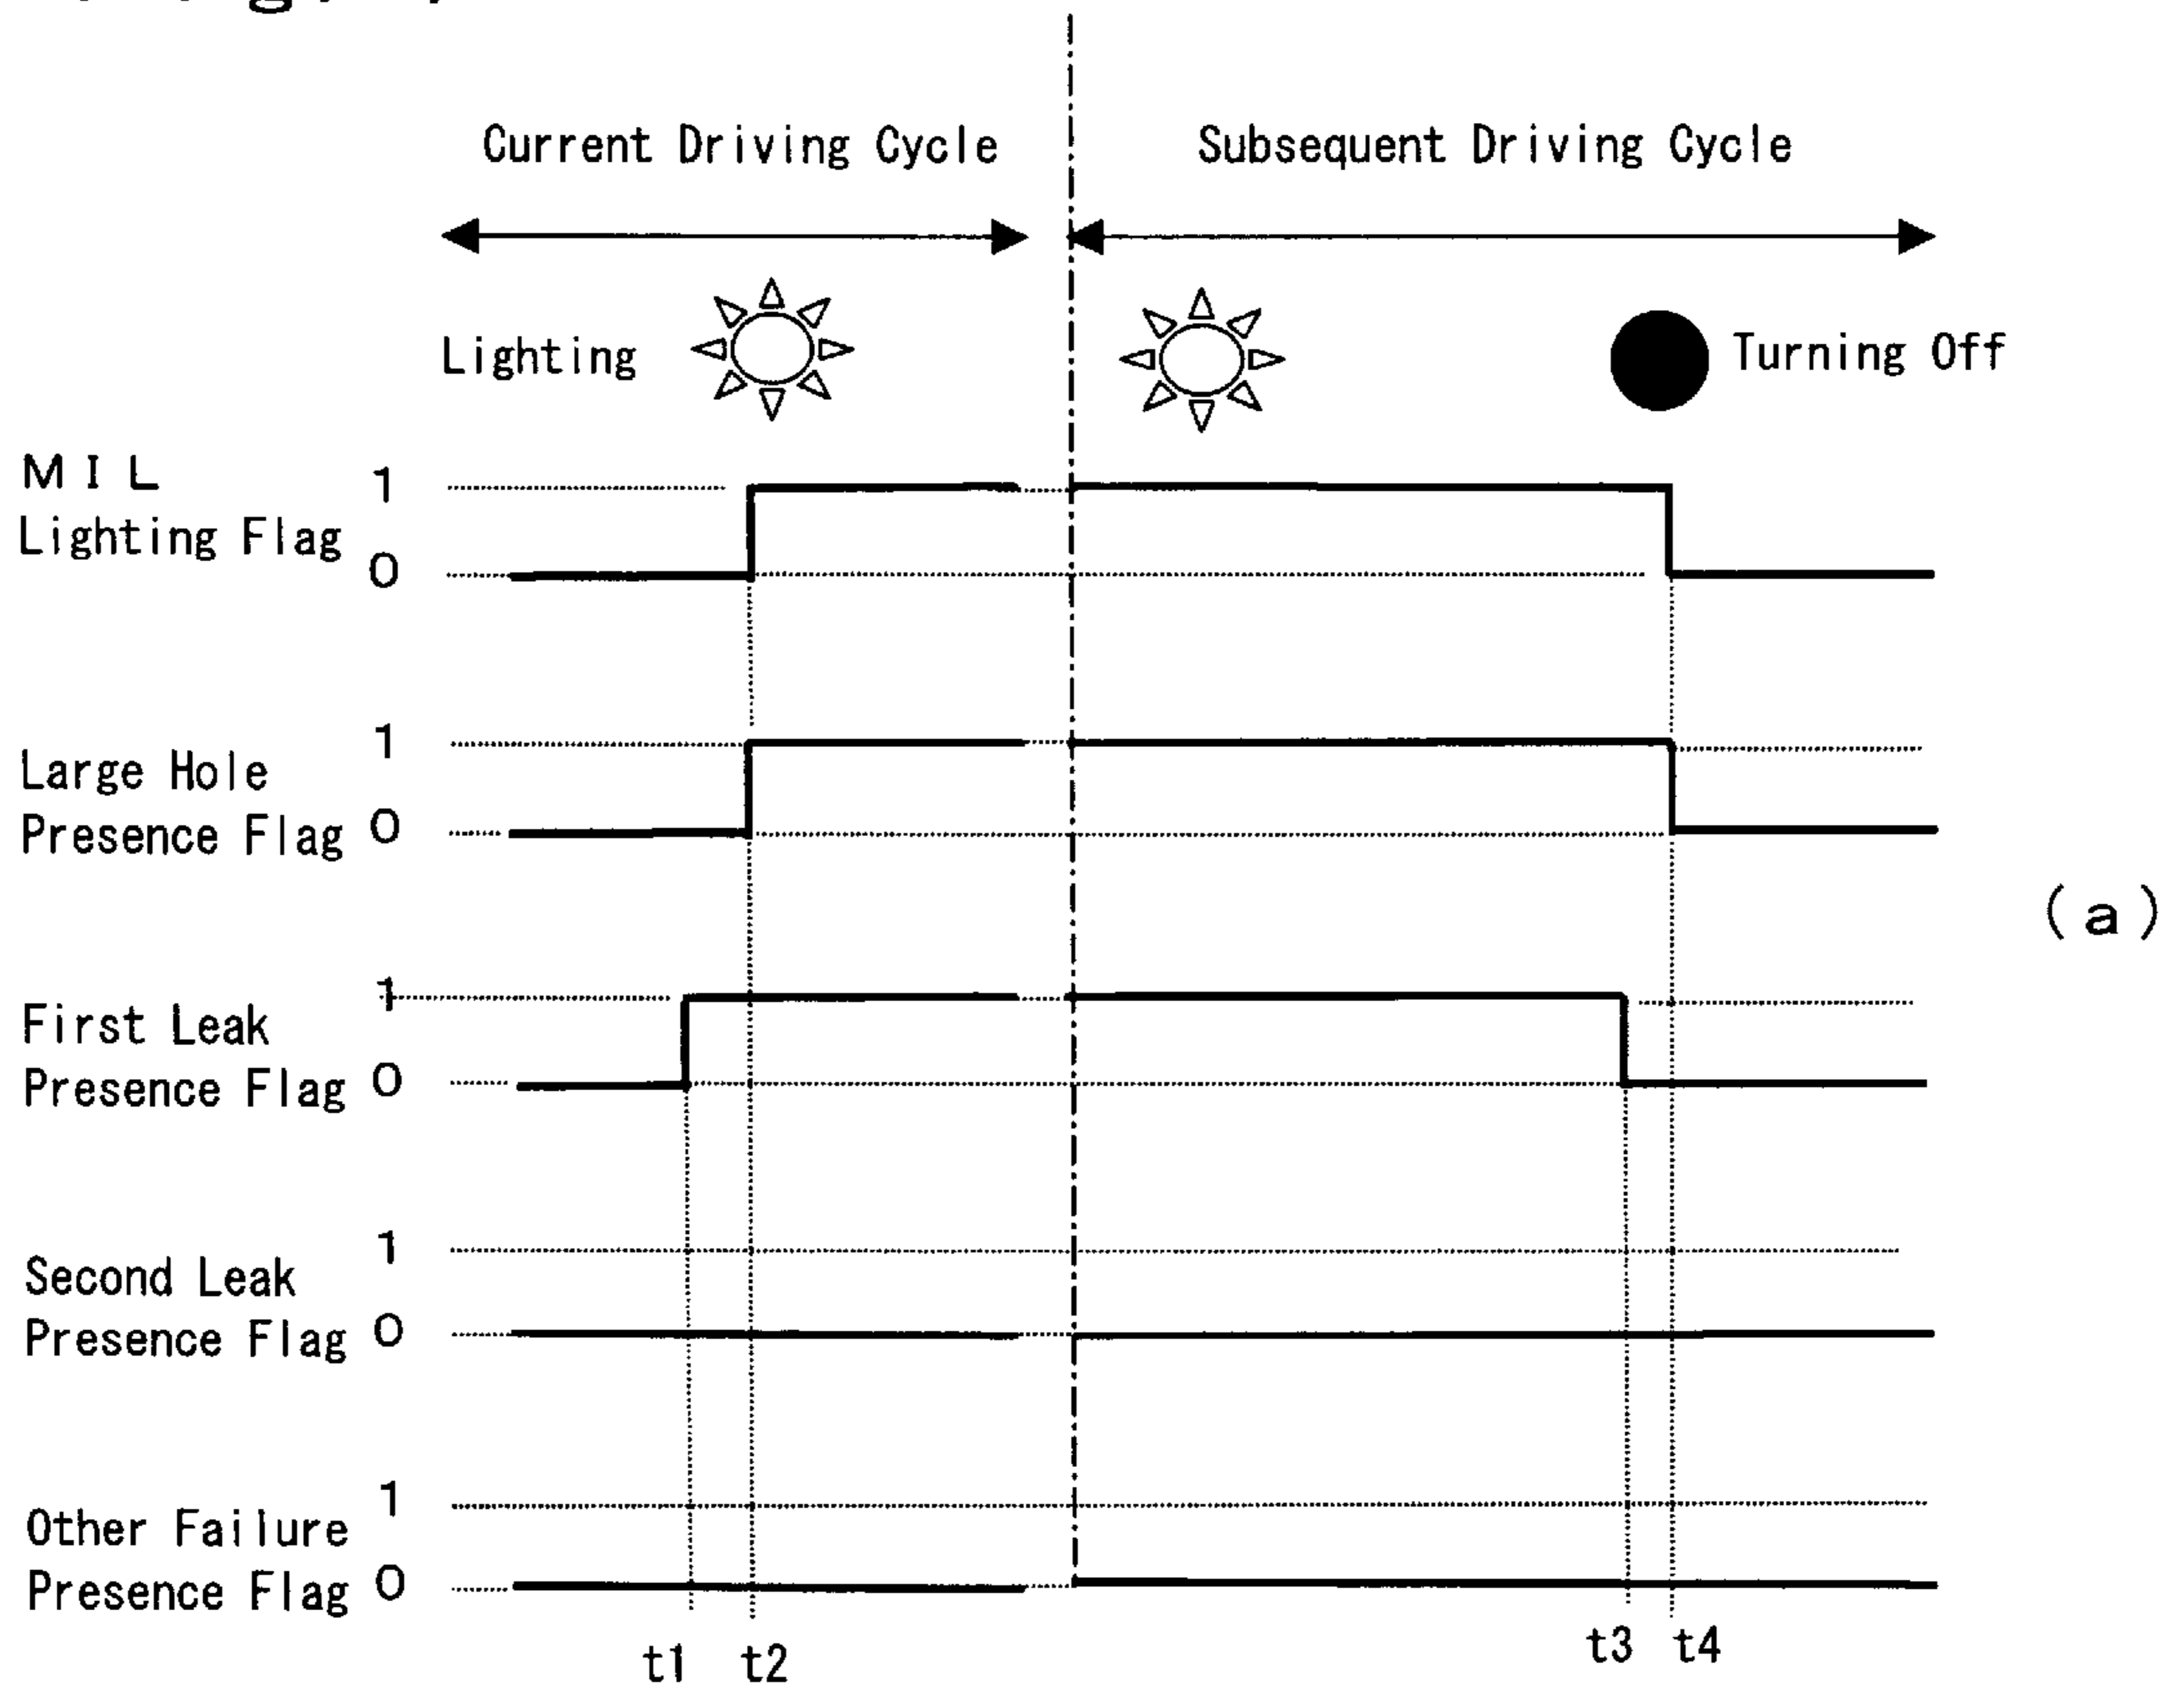 Current Driving Cycle
Subsequent Driving Cycle
Lighting
Turning Off
MIL
Lighting Flag
1
0
Large Hole
Presence Flag
1
0
(a)
First Leak
Presence Flag
1
0
Second Leak
Presence Flag
1
0
Other Failure
Presence Flag
1
0
t1 t2 t3 t4